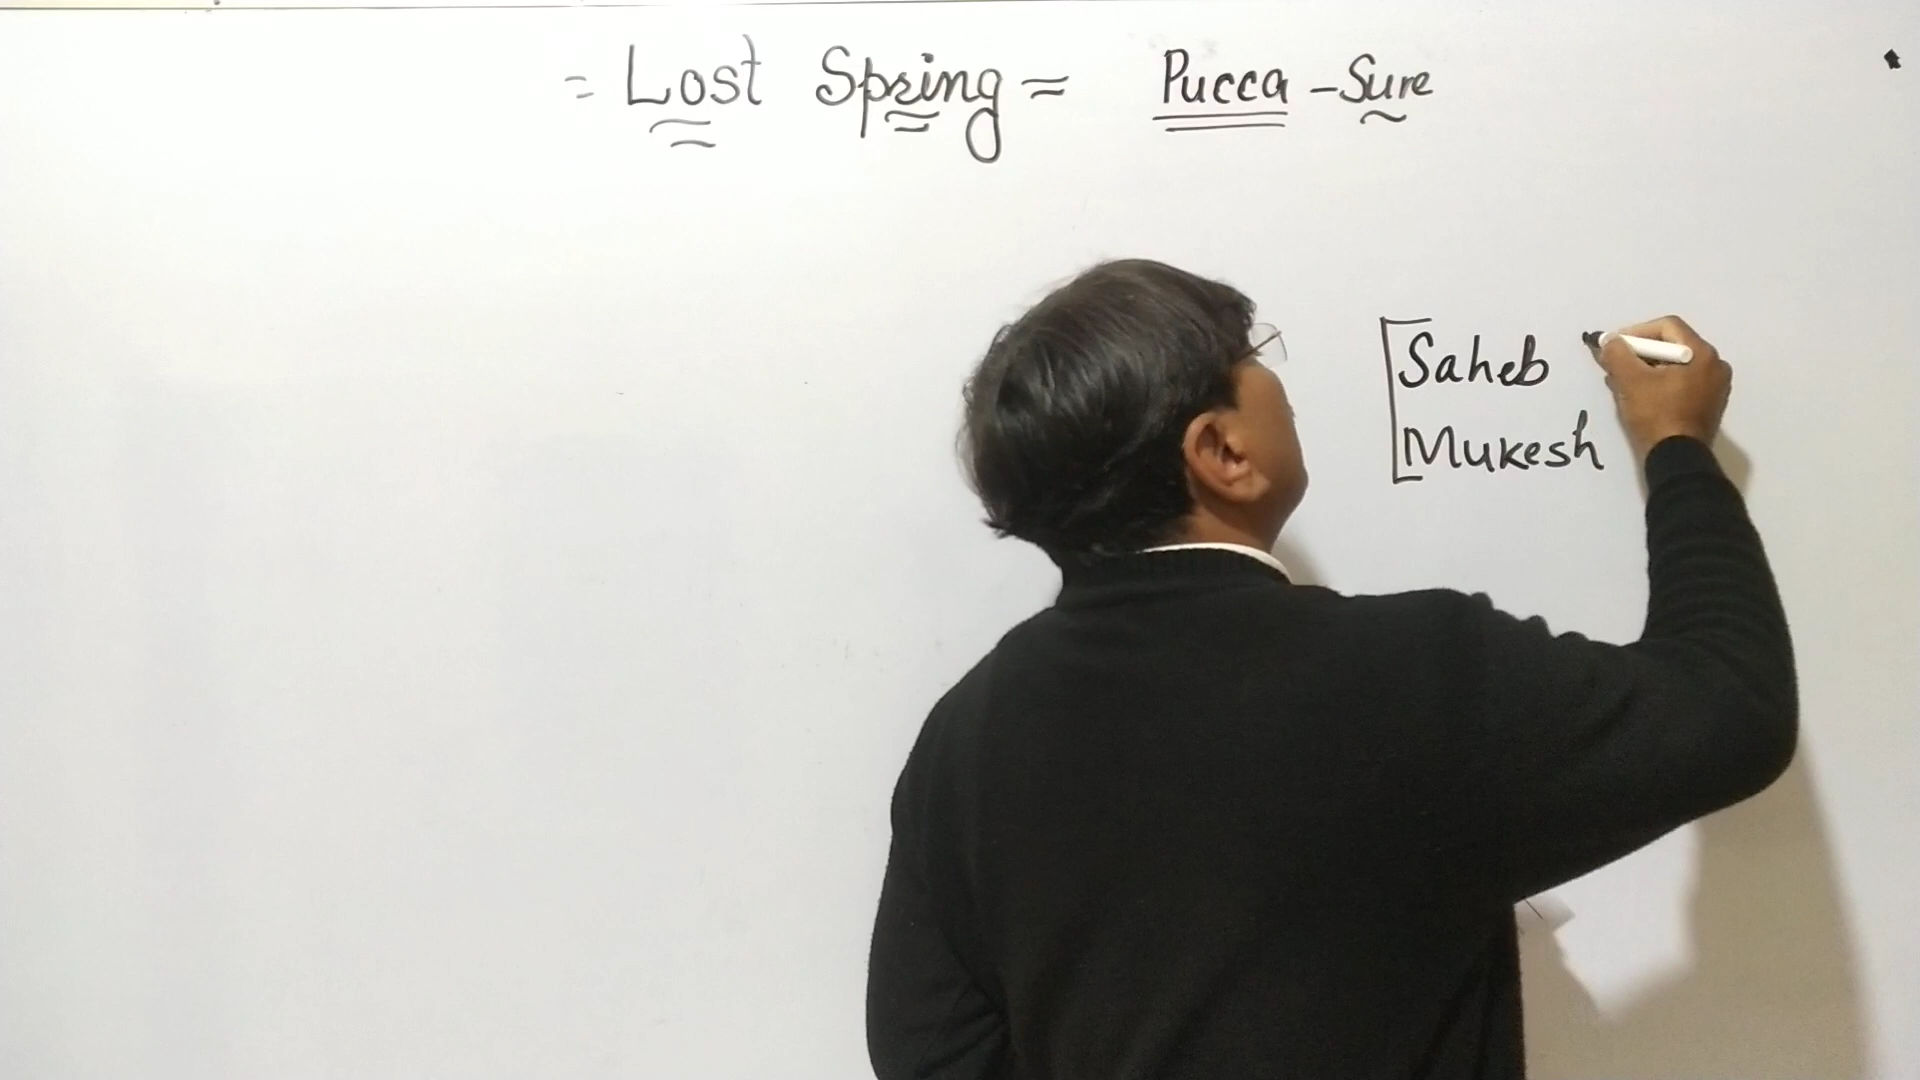 = Lost Spring = Pucca - Sure
Saheb
Mukesh